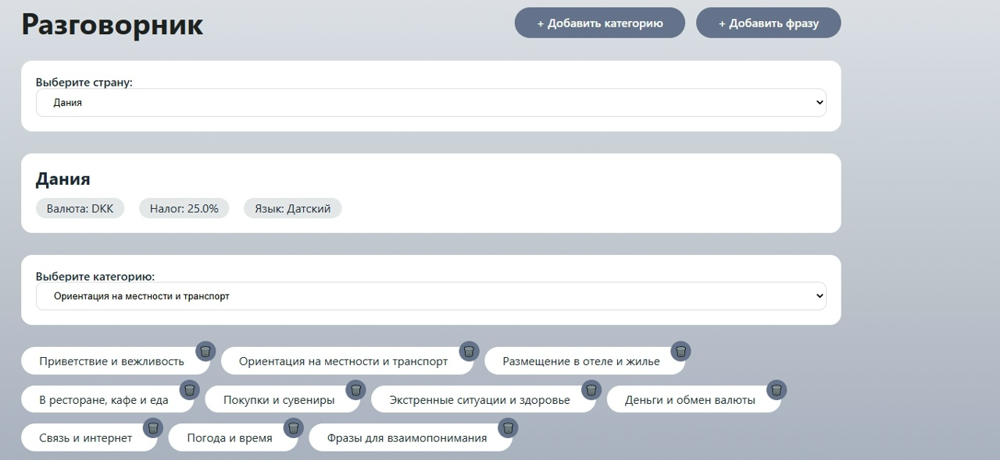 Разговорник
+ Добавить категорию
+ Добавить фразу
Выберите страну:
Дания
Дания
Валюта: DKK
Налог: 25.0%
Язык: Датский
Выберите категорию:
Ориентация на местности и транспорт
Приветствие и вежливость
Ориентация на местности и транспорт
Размещение в отеле и жилье
В ресторане, кафе и еда
Покупки и сувениры
Экстренные ситуации и здоровье
Деньги и обмен валюты
Связь и интернет
Погода и время
Фразы для взаимопонимания